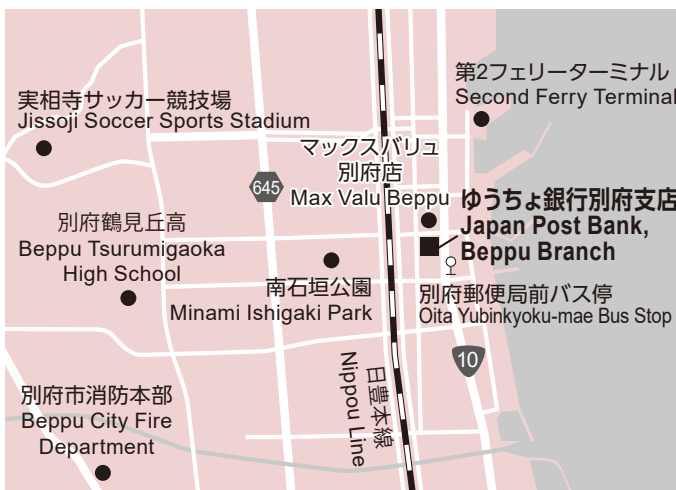 第2フェリーターミナル
Second Ferry Terminal
実相寺サッカー競技場
Jissoji Soccer Sports Stadium
マックスバリュ
別府店
Max Valu Beppu
645
ゆうちょ銀行別府支店
Japan Post Bank,
Beppu Branch
別府鶴見丘高
Beppu Tsurumigaoka
High School
南石垣公園
Minami Ishigaki Park
別府郵便局前バス停
Oita Yubinkyoku-mae Bus Stop
10
日豊本線
Nippou Line
別府市消防本部
Beppu City Fire
Department